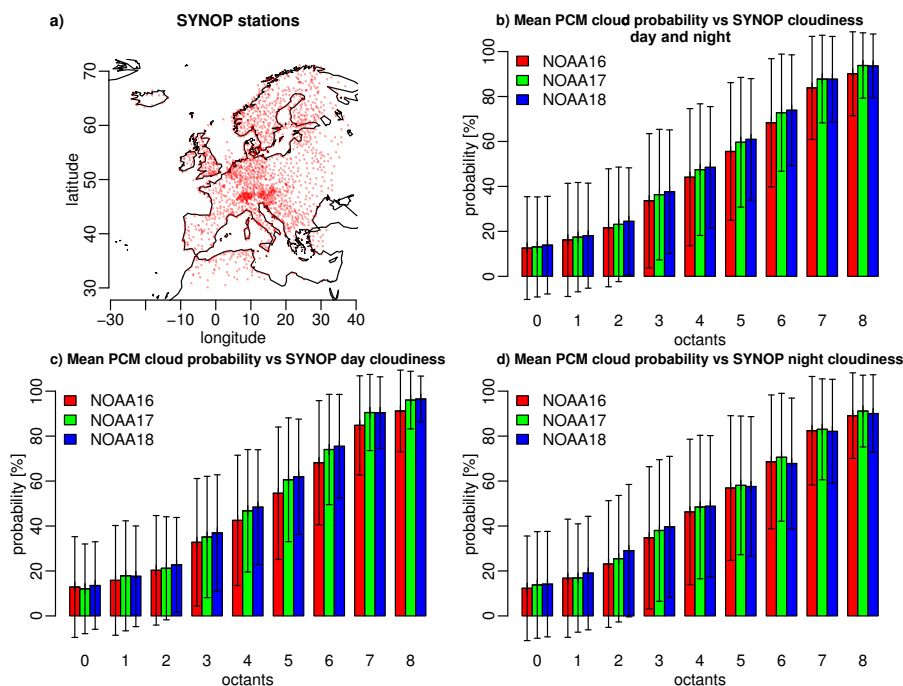 a) SYNOP stations
70
60
50
40
30
latitude
−30 −10 0 10 20 30 40
longitude
b) Mean PCM cloud probability vs SYNOP cloudiness
day and night
NOAA16
NOAA17
NOAA18
100
80
60
40
20
0
probability [%]
0 1 2 3 4 5 6 7 8
octants
c) Mean PCM cloud probability vs SYNOP day cloudiness
NOAA16
NOAA17
NOAA18
100
80
60
40
20
0
probability [%]
0 1 2 3 4 5 6 7 8
octants
d) Mean PCM cloud probability vs SYNOP night cloudiness
NOAA16
NOAA17
NOAA18
100
80
60
40
20
0
probability [%]
0 1 2 3 4 5 6 7 8
octants